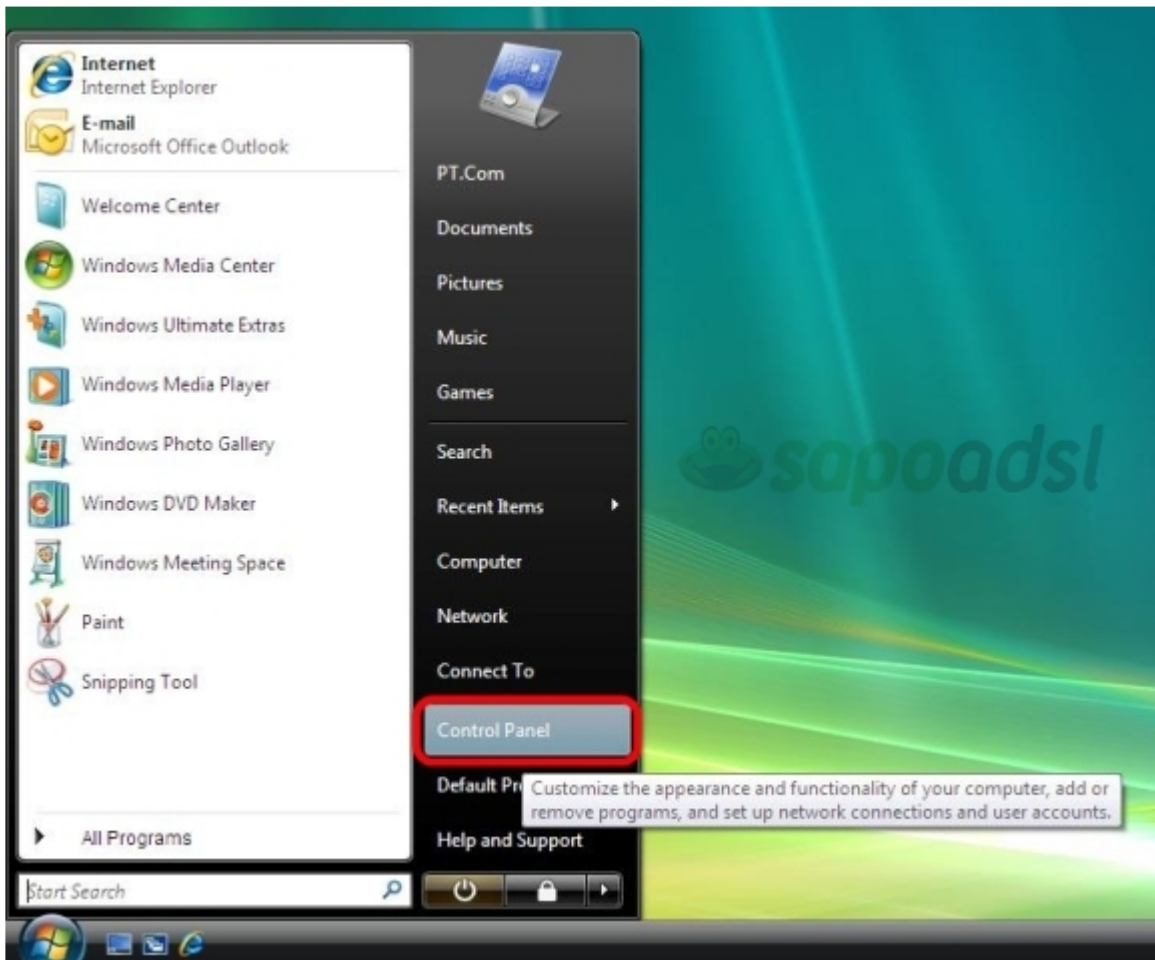 Internet
Internet Explorer
E-mail
Microsoft Office Outlook
Welcome Center
Windows Media Center
Windows Ultimate Extras
Windows Media Player
Windows Photo Gallery
Windows DVD Maker
Windows Meeting Space
Paint
Snipping Tool
All Programs
Start Search
PT.Com
Documents
Pictures
Music
Games
Search
Recent Items
Computer
Network
Connect To
Control Panel
Default Pr
Help and Support
Customize the appearance and functionality of your computer, add or
remove programs, and set up network connections and user accounts.
sapoadsl